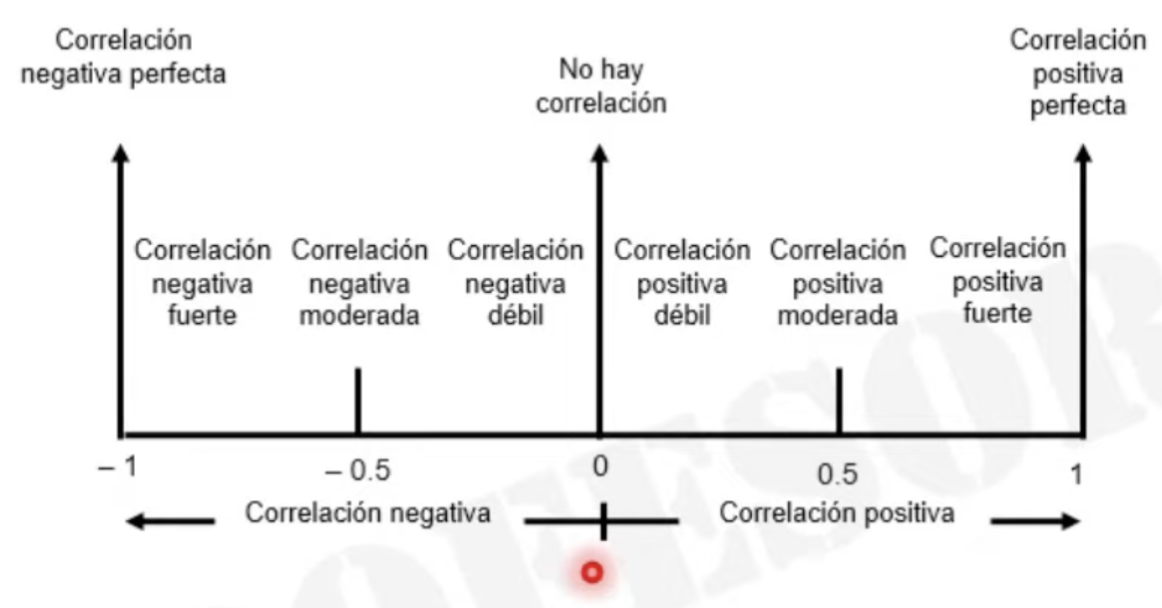 Correlación
negativa perfecta
No hay
correlación
Correlación
positiva
perfecta
Correlación
negativa
fuerte
Correlación
negativa
moderada
Correlación
negativa
débil
Correlación
positiva
débil
Correlación
positiva
moderada
Correlación
positiva
fuerte
– 1
– 0.5
0
0.5
1
Correlación negativa
Correlación positiva